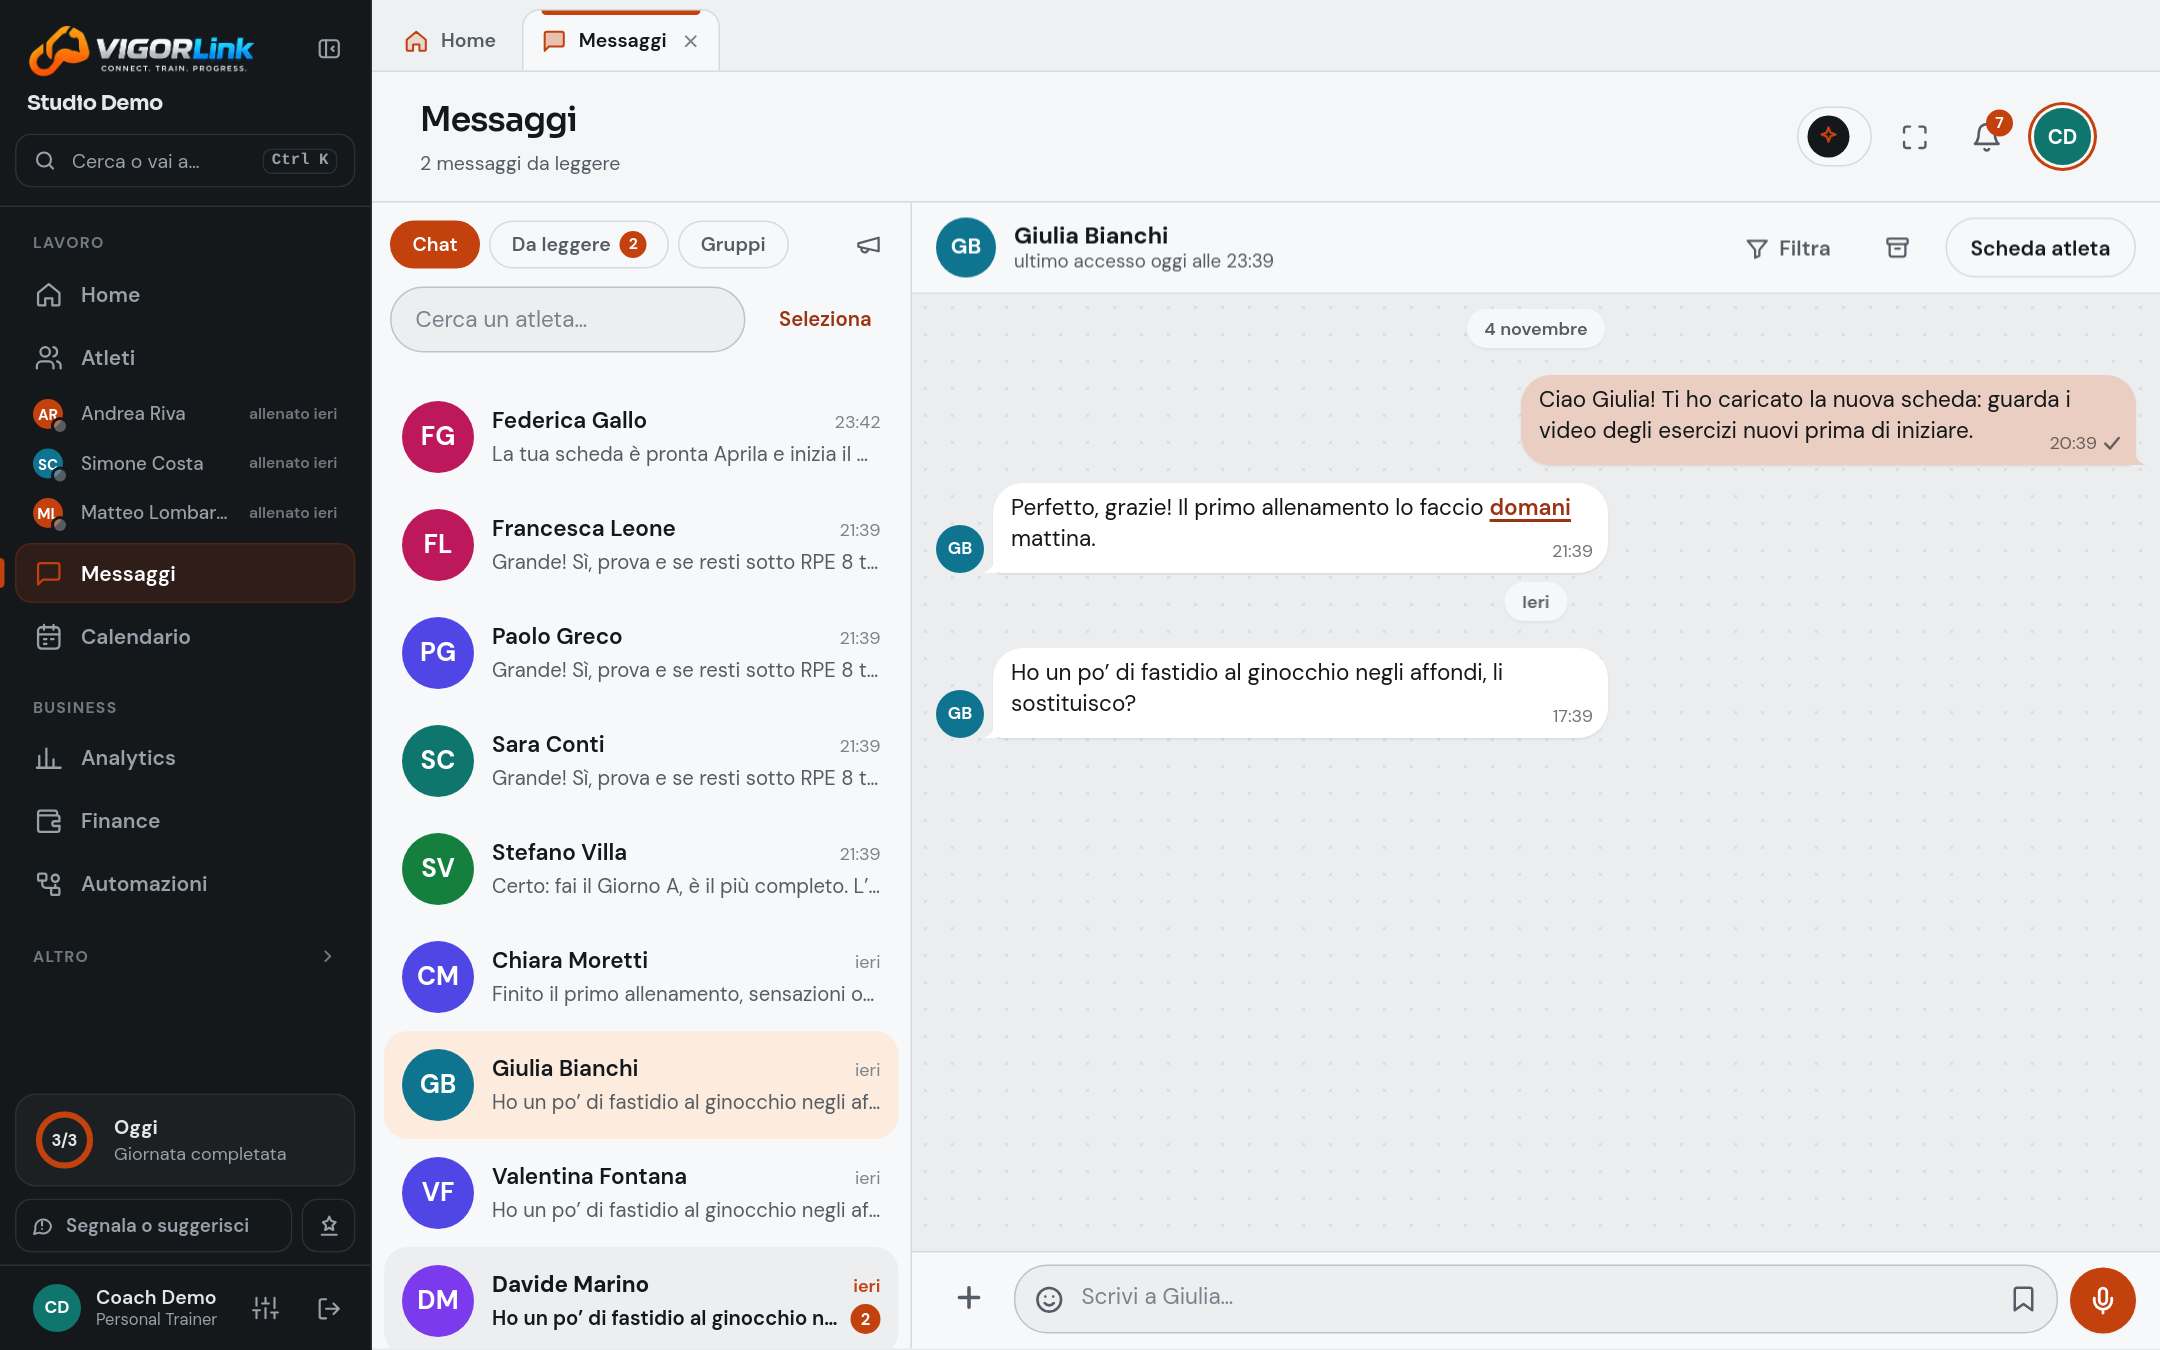 VIGORLink
CONNECT. TRAIN. PROGRESS.
Studio Demo
Cerca o vai a...
Ctrl K
LAVORO
Home
Atleti
AR
Andrea Riva
allenato ieri
SC
Simone Costa
allenato ieri
ML
Matteo Lombar...
allenato ieri
Messaggi
Calendario
BUSINESS
Analytics
Finance
Automazioni
ALTRO
3/3
Oggi
Giornata completata
Segnala o suggerisci
CD
Coach Demo
Personal Trainer
Home
Messaggi
Messaggi
2 messaggi da leggere
7
CD
Chat
Da leggere 2
Gruppi
Cerca un atleta...
Seleziona
FG
Federica Gallo
23:42
La tua scheda è pronta Aprila e inizia il ...
FL
Francesca Leone
21:39
Grande! Sì, prova e se resti sotto RPE 8 t...
PG
Paolo Greco
21:39
Grande! Sì, prova e se resti sotto RPE 8 t...
SC
Sara Conti
21:39
Grande! Sì, prova e se resti sotto RPE 8 t...
SV
Stefano Villa
21:39
Certo: fai il Giorno A, è il più completo. L’...
CM
Chiara Moretti
ieri
Finito il primo allenamento, sensazioni o...
GB
Giulia Bianchi
ieri
Ho un po’ di fastidio al ginocchio negli af...
VF
Valentina Fontana
ieri
Ho un po’ di fastidio al ginocchio negli af...
DM
Davide Marino
ieri
Ho un po’ di fastidio al ginocchio n...
2
GB
Giulia Bianchi
ultimo accesso oggi alle 23:39
Filtra
Scheda atleta
4 novembre
Ciao Giulia! Ti ho caricato la nuova scheda: guarda i
video degli esercizi nuovi prima di iniziare.
20:39
Perfetto, grazie! Il primo allenamento lo faccio domani
mattina.
21:39
GB
Ieri
Ho un po’ di fastidio al ginocchio negli affondi, li
sostituisco?
17:39
GB
Scrivi a Giulia...